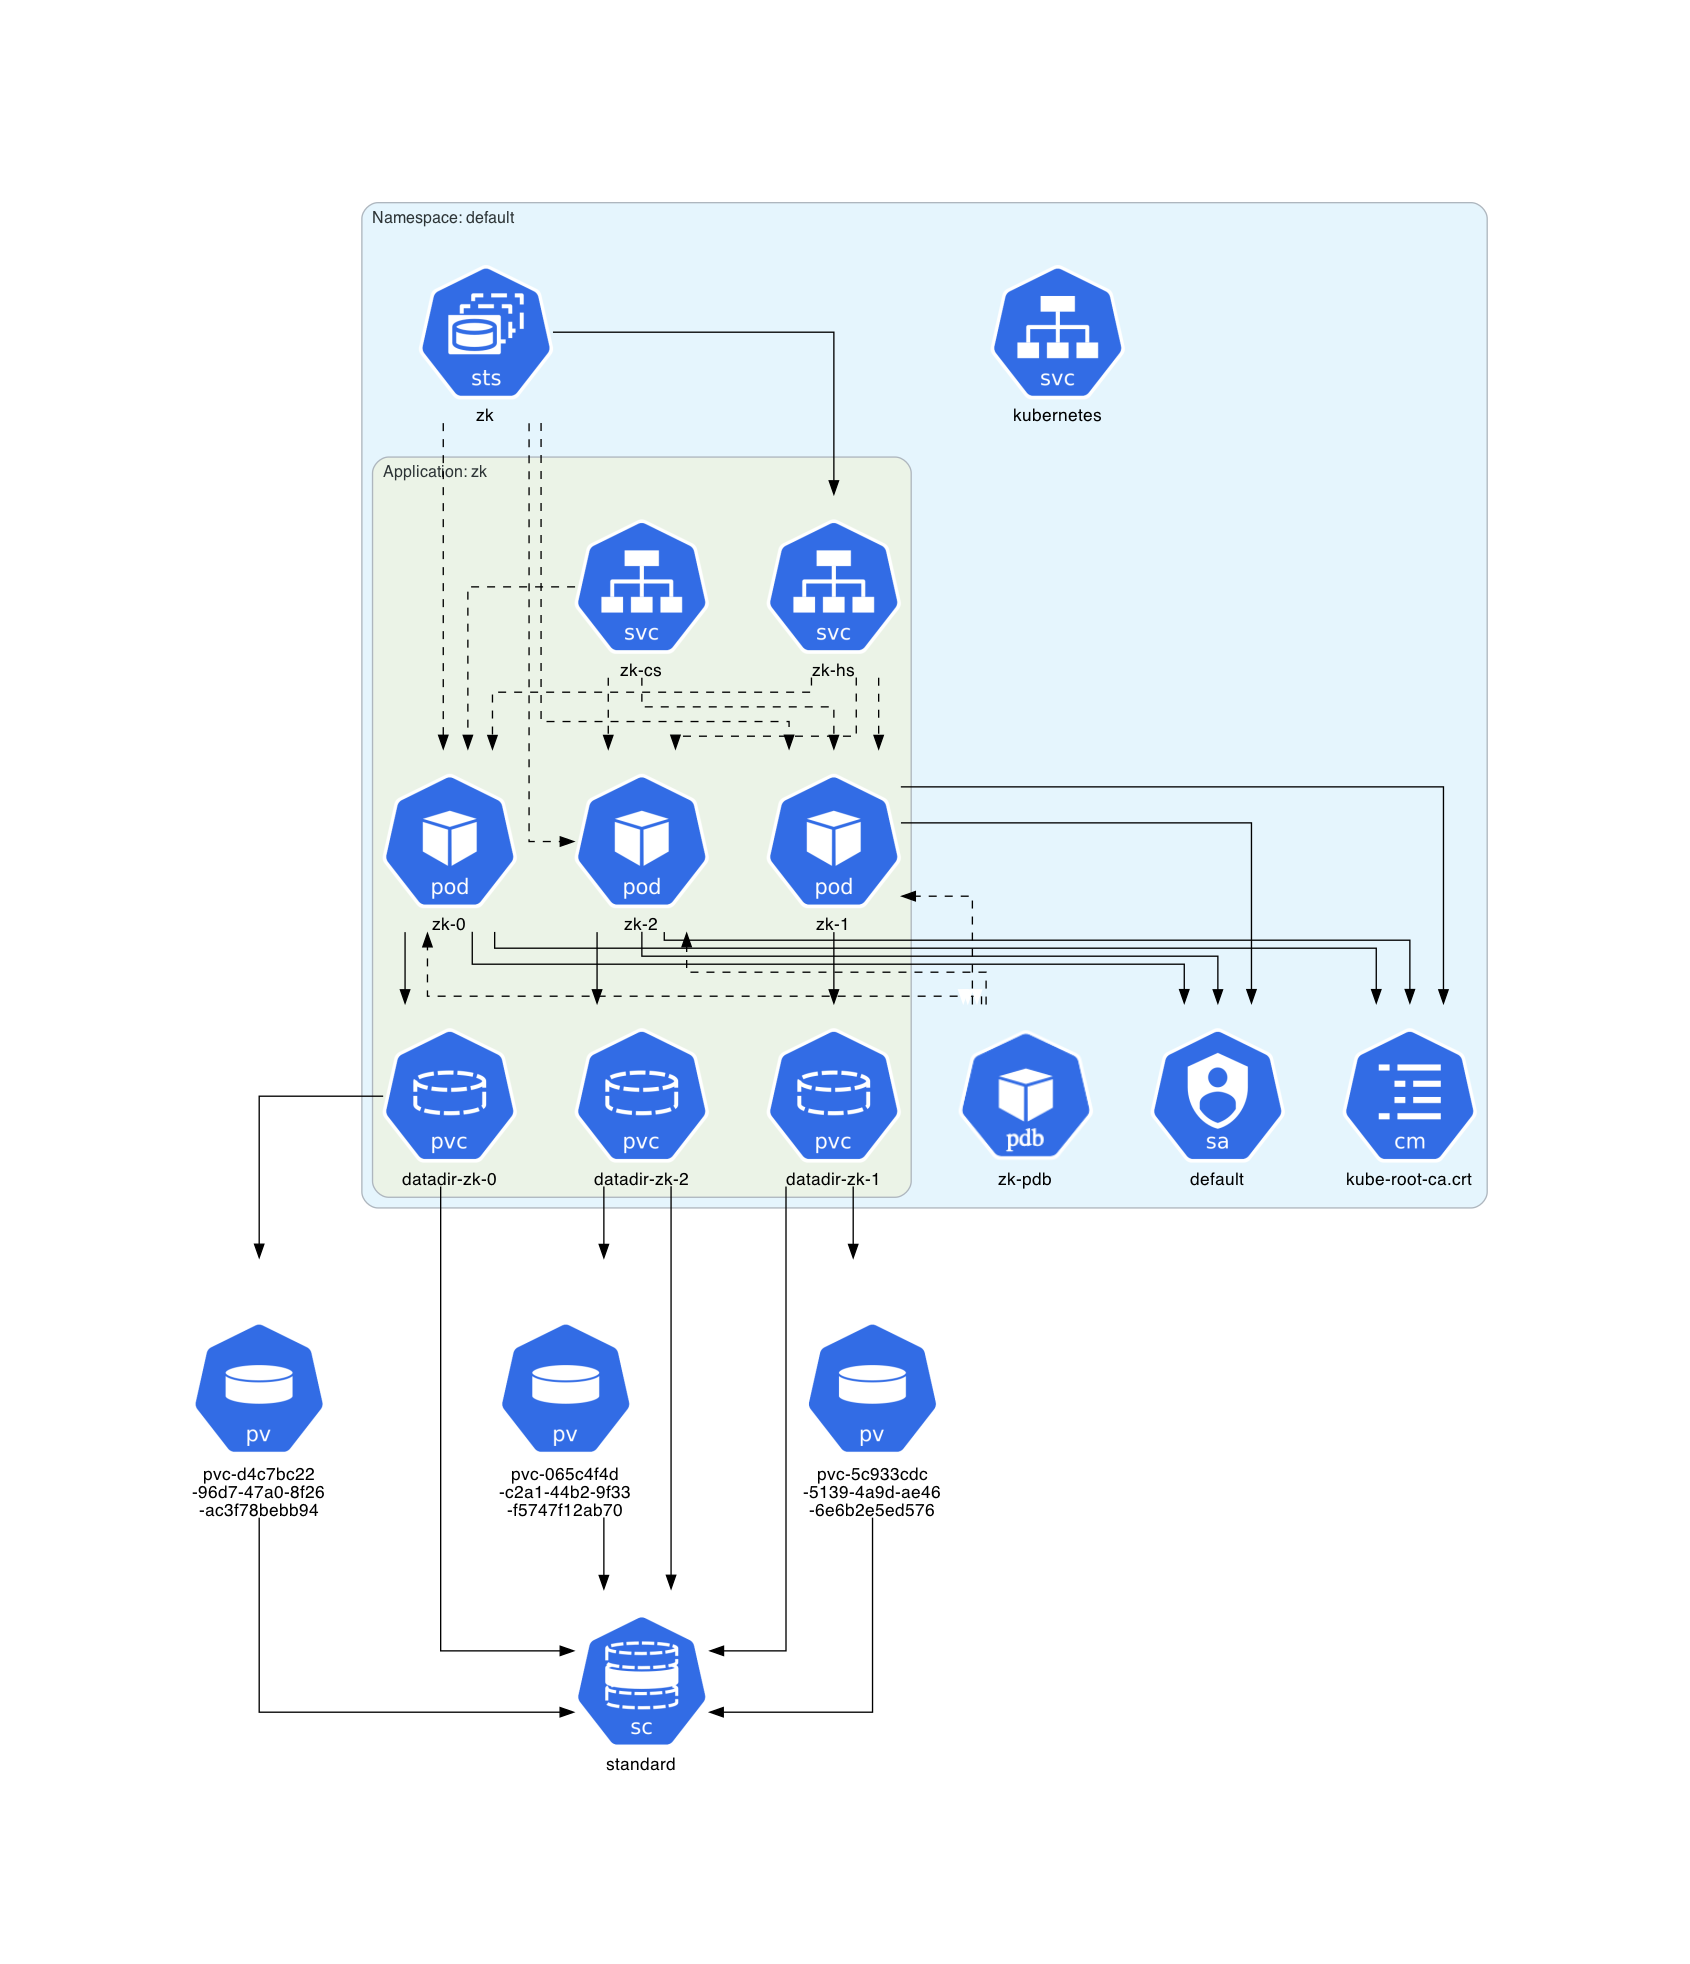 Namespace: default
sts
zk
svc
kubernetes
Application: zk
svc
zk-cs
svc
zk-hs
pod
zk-0
pod
zk-2
pod
zk-1
pvc
datadir-zk-0
pvc
datadir-zk-2
pvc
datadir-zk-1
pdb
zk-pdb
sa
default
cm
kube-root-ca.crt
pv
pvc-d4c7bc22
-96d7-47a0-8f26
-ac3f78bebb94
pv
pvc-065c4f4d
-c2a1-44b2-9f33
-f5747f12ab70
pv
pvc-5c933cdc
-5139-4a9d-ae46
-6e6b2e5ed576
sc
standard